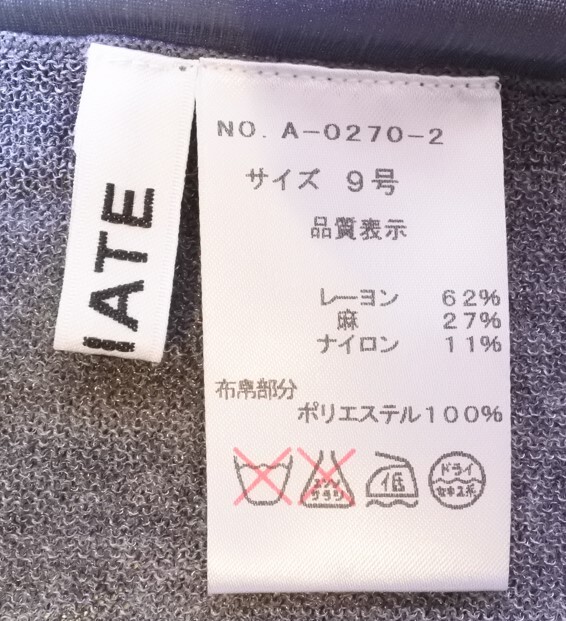 IATE
NO. A-0270-2
サイズ 9号
品質表示
レーヨン 62%
麻 27%
ナイロン 11%
布帛部分
ポリエステル100%
エンソ
サラシ
低
ドライ
セキユ系